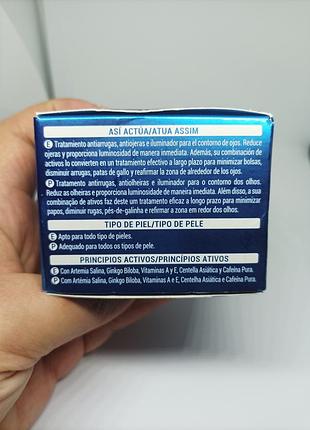 ASÍ ACTÚA/ATUA ASSIM
E Tratamiento antiarrugas, antiojeras e iluminador para el contorno de ojos. Reduce
ojeras y proporciona luminosidad de manera inmediata. Además, su combinación de
activos lo convierten en un tratamiento efectivo a largo plazo para minimizar bolsas,
disminuir arrugas, patas de gallo y reafirmar la zona de alrededor de los ojos.
P Tratamento antirrugas, antiolheiras e iluminador para o contorno dos olhos.
Reduz as olheiras e proporciona luminosidade de maneira imediata. Além disso, a sua
combinação de ativos faz deste um tratamento eficaz a longo prazo para minimizar
papos, diminuir rugas, pés-de-galinha e refirmar a zona em redor dos olhos.
TIPO DE PIEL/TIPO DE PELE
E Apto para todo tipo de pieles.
P Adequado para todos os tipos de pele.
PRINCIPIOS ACTIVOS/PRINCÍPIOS ATIVOS
E Con Artemia Salina, Ginkgo Biloba, Vitaminas A y E, Centella Asiática y Cafeína Pura.
P Com Artémia Salina, Ginkgo Biloba, Vitaminas A e E, Centelha Asiática e Cafeína Pura.